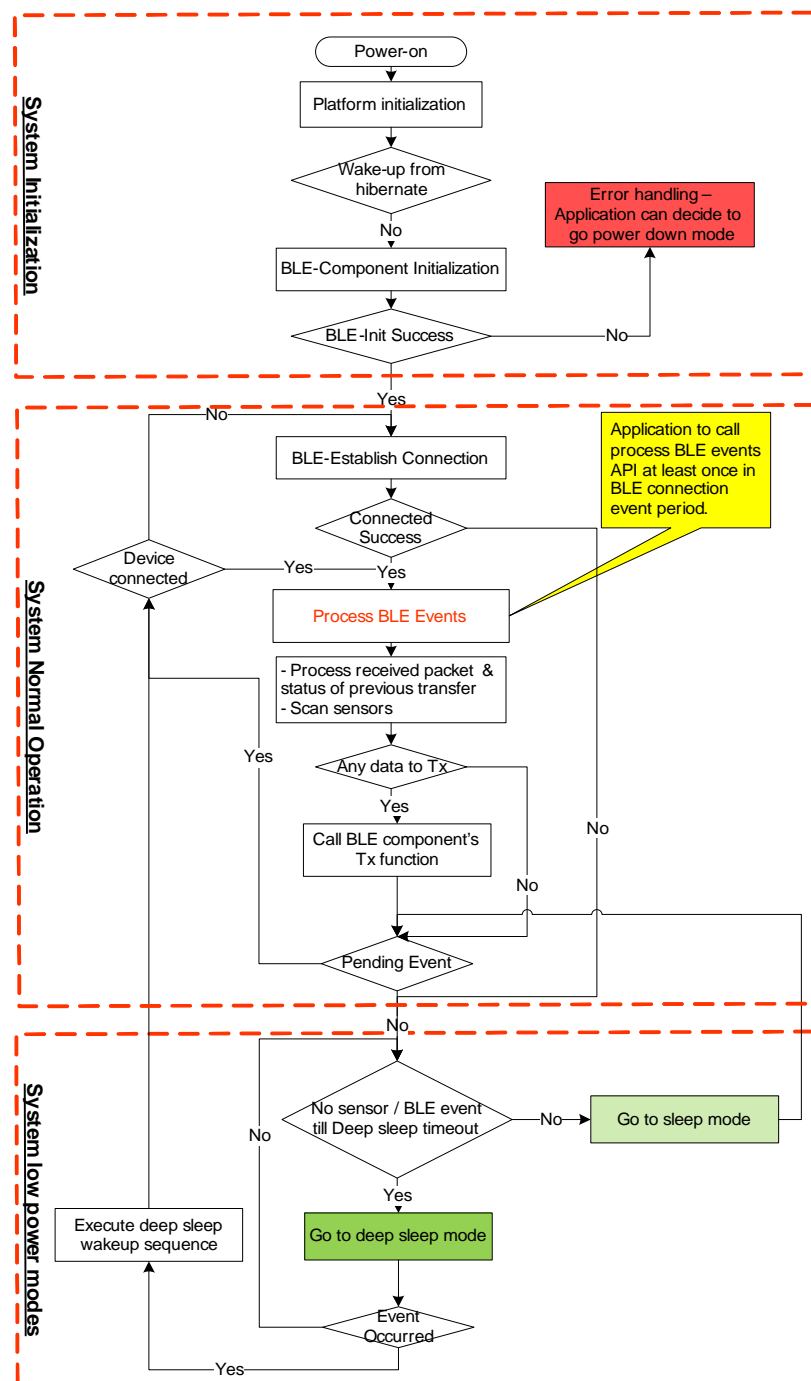 System Initialization
Power-on
Platform initialization
Wake-up from
hibernate
No
BLE-Component Initialization
Error handling –
Application can decide to
go power down mode
BLE-Init Success
No
Yes
System Normal Operation
No
BLE-Establish Connection
Application to call
process BLE events
API at least once in
BLE connection
event period.
Connected
Success
Device
connected
Yes
Yes
Process BLE Events
- Process received packet &
status of previous transfer
- Scan sensors
Yes
Any data to Tx
Yes
No
Call BLE component’s
Tx function
No
Pending Event
No
System low power modes
No sensor / BLE event
till Deep sleep timeout
No
Go to sleep mode
No
Yes
Execute deep sleep
wakeup sequence
Go to deep sleep mode
Event
Occurred
Yes